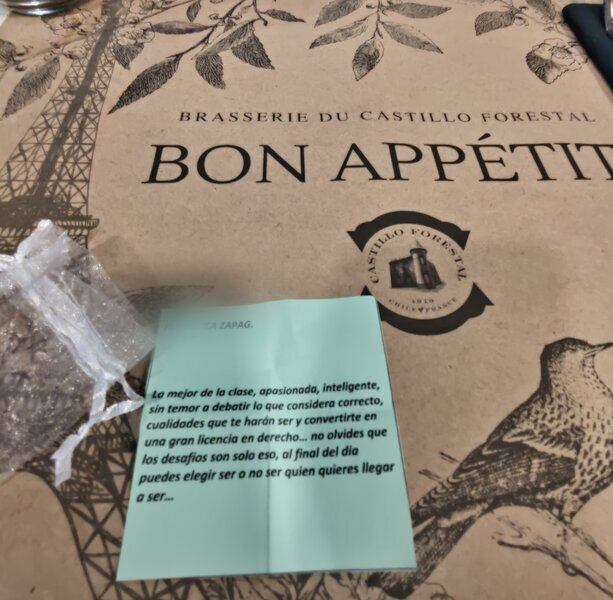 BRASSERIE DU CASTILLO FORESTAL
BON APPÉTIT
CASTILLO FORESTAL
1910
CHILE FRANCE
ZAPAG.
La mejor de la clase, apasionada, inteligente,
sin temor a debatir lo que considera correcto,
cualidades que te harán ser y convertirte en
una gran licencia en derecho... no olvides que
los desafíos son solo eso, al final del día
puedes elegir ser o no ser quien quieres llegar
a ser...